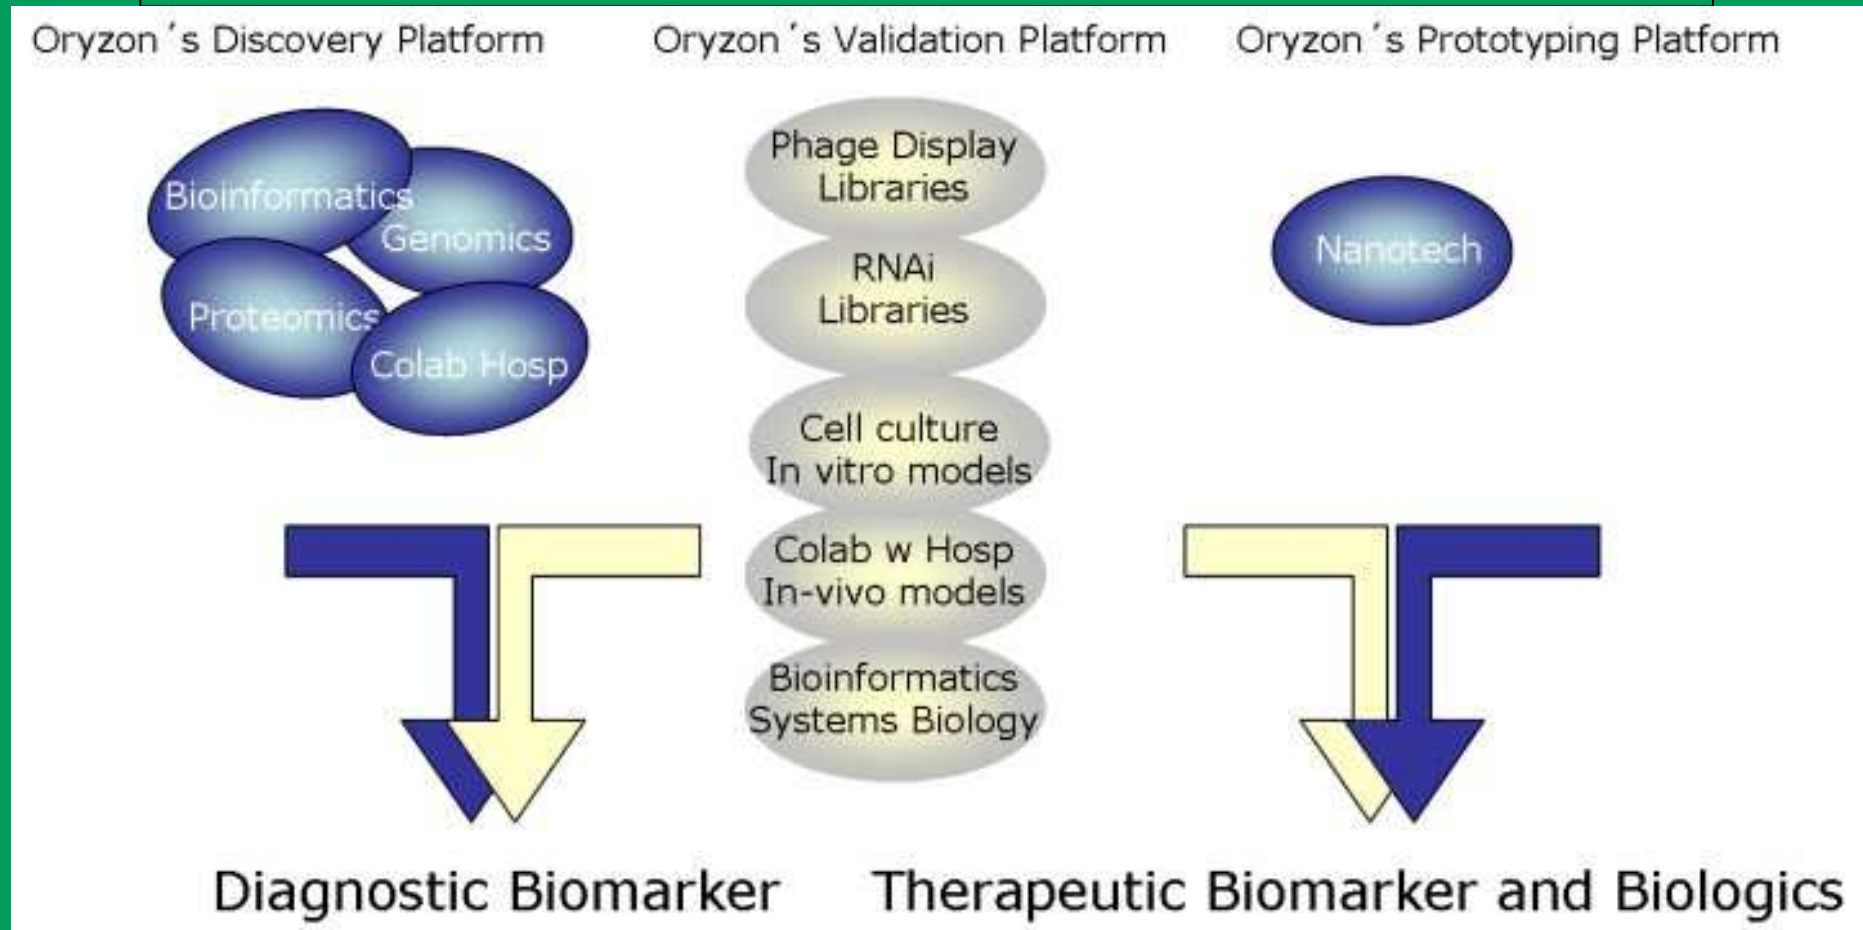 Oryzon´s Discovery Platform
Oryzon´s Validation Platform
Oryzon´s Prototyping Platform
Bioinformatics
Genomics
Proteomics
Colab Hosp
Phage Display
Libraries
RNAi
Libraries
Cell culture
In vitro models
Colab w Hosp
In-vivo models
Bioinformatics
Systems Biology
Nanotech
Diagnostic Biomarker
Therapeutic Biomarker and Biologics